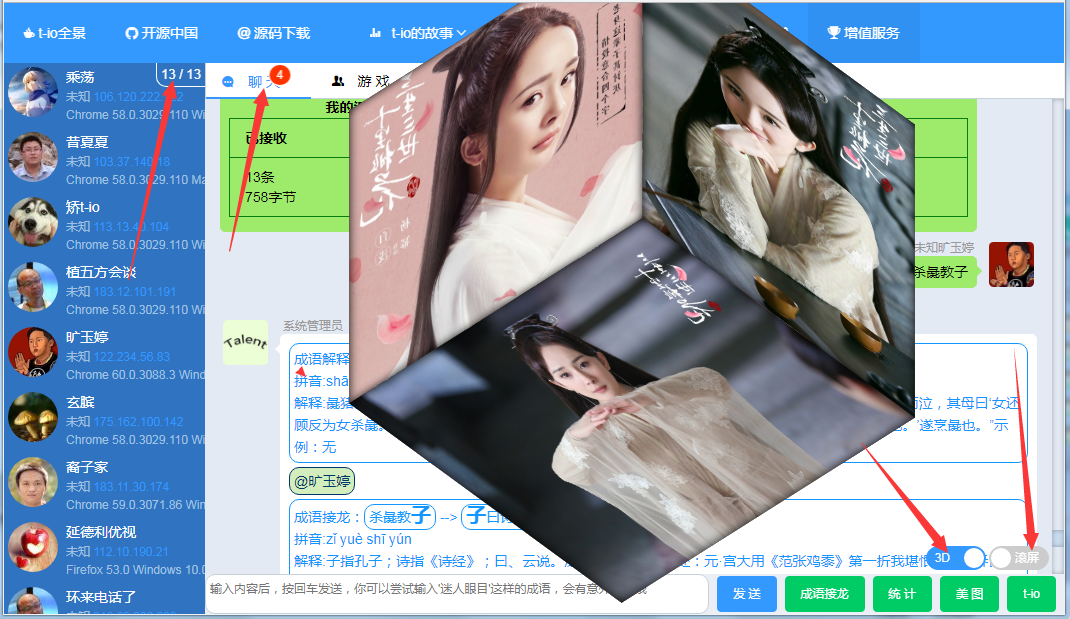 t-io全景 开源中国 @源码下载 t-io的故事 增值服务
13 / 13
聊天 4 游戏
乘荡
未知 106.120.222
Chrome 58.0.3029.110 Wi
昔夏夏
未知 103.37.140.18
Chrome 58.0.3029.110 Ma
矫t-io
未知 113.13.40.104
Chrome 58.0.3029.110 Wi
植五方会谈
未知 183.12.101.191
Chrome 58.0.3029.110 Wi
旷玉婷
未知 122.234.56.83
Chrome 60.0.3088.3 Wind
玄膑
未知 175.162.100.142
Chrome 58.0.3029.110 Wi
裔子家
未知 183.11.30.174
Chrome 59.0.3071.86 Win
延德利优视
未知 112.10.190.21
Firefox 53.0 Windows 10.0
环来电话了
我的
已接收
13条
758字节
未知旷玉婷
杀彘教子
系统管理员
Talent
成语解释
拼音:shā
解释:彘猪
泣，其母曰“女还
顾反为女杀彘。
。’遂烹彘也。”示
例：无
@旷玉婷
成语接龙：杀彘教子 --> 子曰
拼音:zǐ yuē shī yún
解释:子指孔子；诗指《诗经》；曰、云说。
：元·宫大用《范张鸡黍》第一折我堪
3D 滚屏
输入内容后，按回车发送，你可以尝试输入'迷人眼目'这样的成语，会有意
发 送 成语接龙 统 计 美 图 t-io